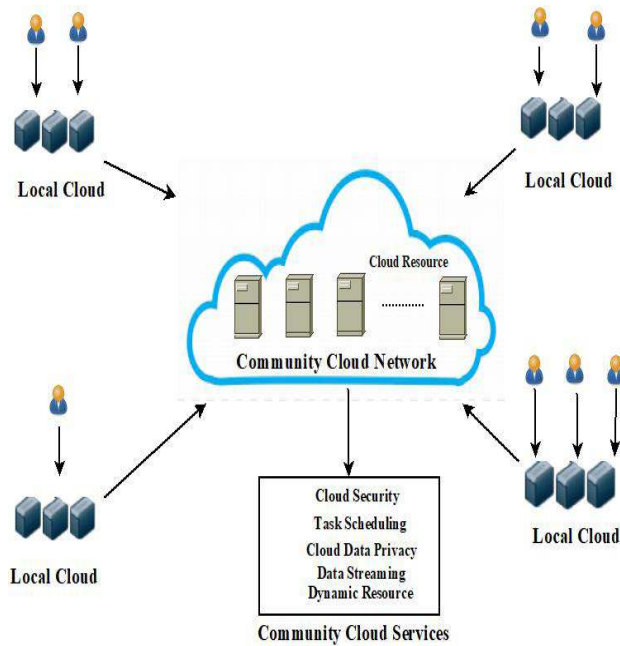 Local Cloud
Local Cloud
Cloud Resource
Community Cloud Network
Local Cloud
Local Cloud
Cloud Security
Task Scheduling
Cloud Data Privacy
Data Streaming
Dynamic Resource
Community Cloud Services